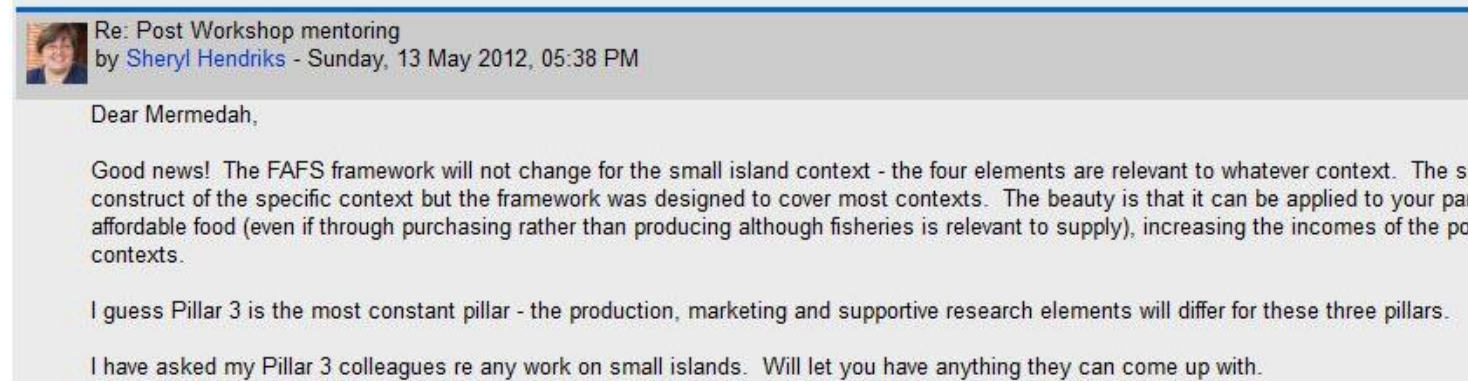 Re: Post Workshop mentoring
by Sheryl Hendriks - Sunday, 13 May 2012, 05:38 PM
Dear Mermedah,
Good news! The FAFS framework will not change for the small island context - the four elements are relevant to whatever context. The
construct of the specific context but the framework was designed to cover most contexts. The beauty is that it can be applied to your
affordable food (even if through purchasing rather than producing although fisheries is relevant to supply), increasing the incomes of the
contexts.
I guess Pillar 3 is the most constant pillar - the production, marketing and supportive research elements will differ for these three pillars.
I have asked my Pillar 3 colleagues re any work on small islands. Will let you have anything they can come up with.